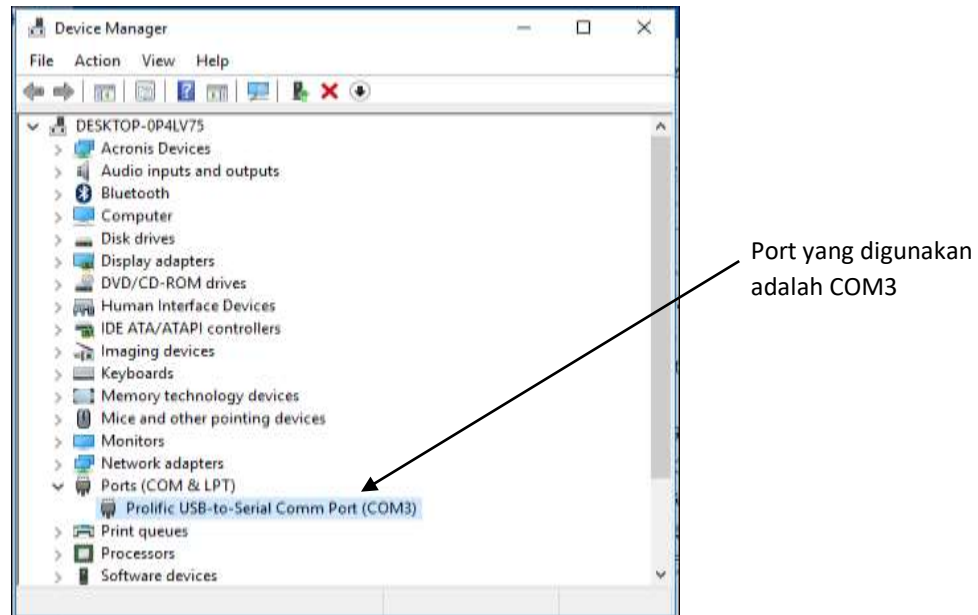 Device Manager
File Action View Help
DESKTOP-0P4LV75
Acronis Devices
Audio inputs and outputs
Bluetooth
Computer
Disk drives
Display adapters
DVD/CD-ROM drives
Human Interface Devices
IDE ATA/ATAPI controllers
Imaging devices
Keyboards
Memory technology devices
Mice and other pointing devices
Monitors
Network adapters
Ports (COM & LPT)
Prolific USB-to-Serial Comm Port (COM3)
Print queues
Processors
Software devices
Port yang digunakan
adalah COM3